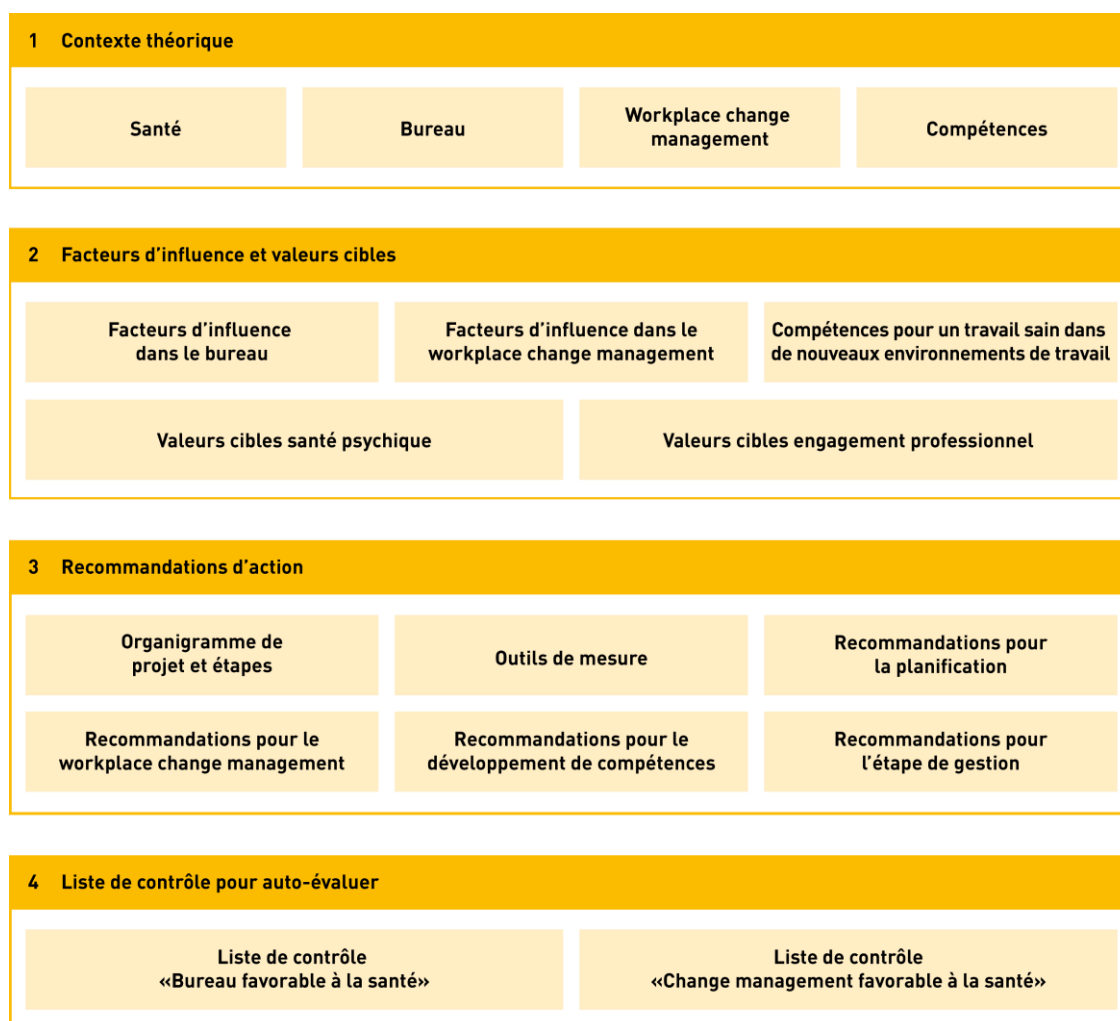 1 Contexte théorique
Santé
Bureau
Workplace change
management
Compétences
2 Facteurs d’influence et valeurs cibles
Facteurs d’influence
dans le bureau
Facteurs d’influence dans le
workplace change management
Compétences pour un travail sain dans
de nouveaux environnements de travail
Valeurs cibles santé psychique
Valeurs cibles engagement professionnel
3 Recommandations d’action
Organigramme de
projet et étapes
Outils de mesure
Recommandations pour
la planification
Recommandations pour le
workplace change management
Recommandations pour le
développement de compétences
Recommandations pour
l’étape de gestion
4 Liste de contrôle pour auto-évaluer
Liste de contrôle
«Bureau favorable à la santé»
Liste de contrôle
«Change management favorable à la santé»